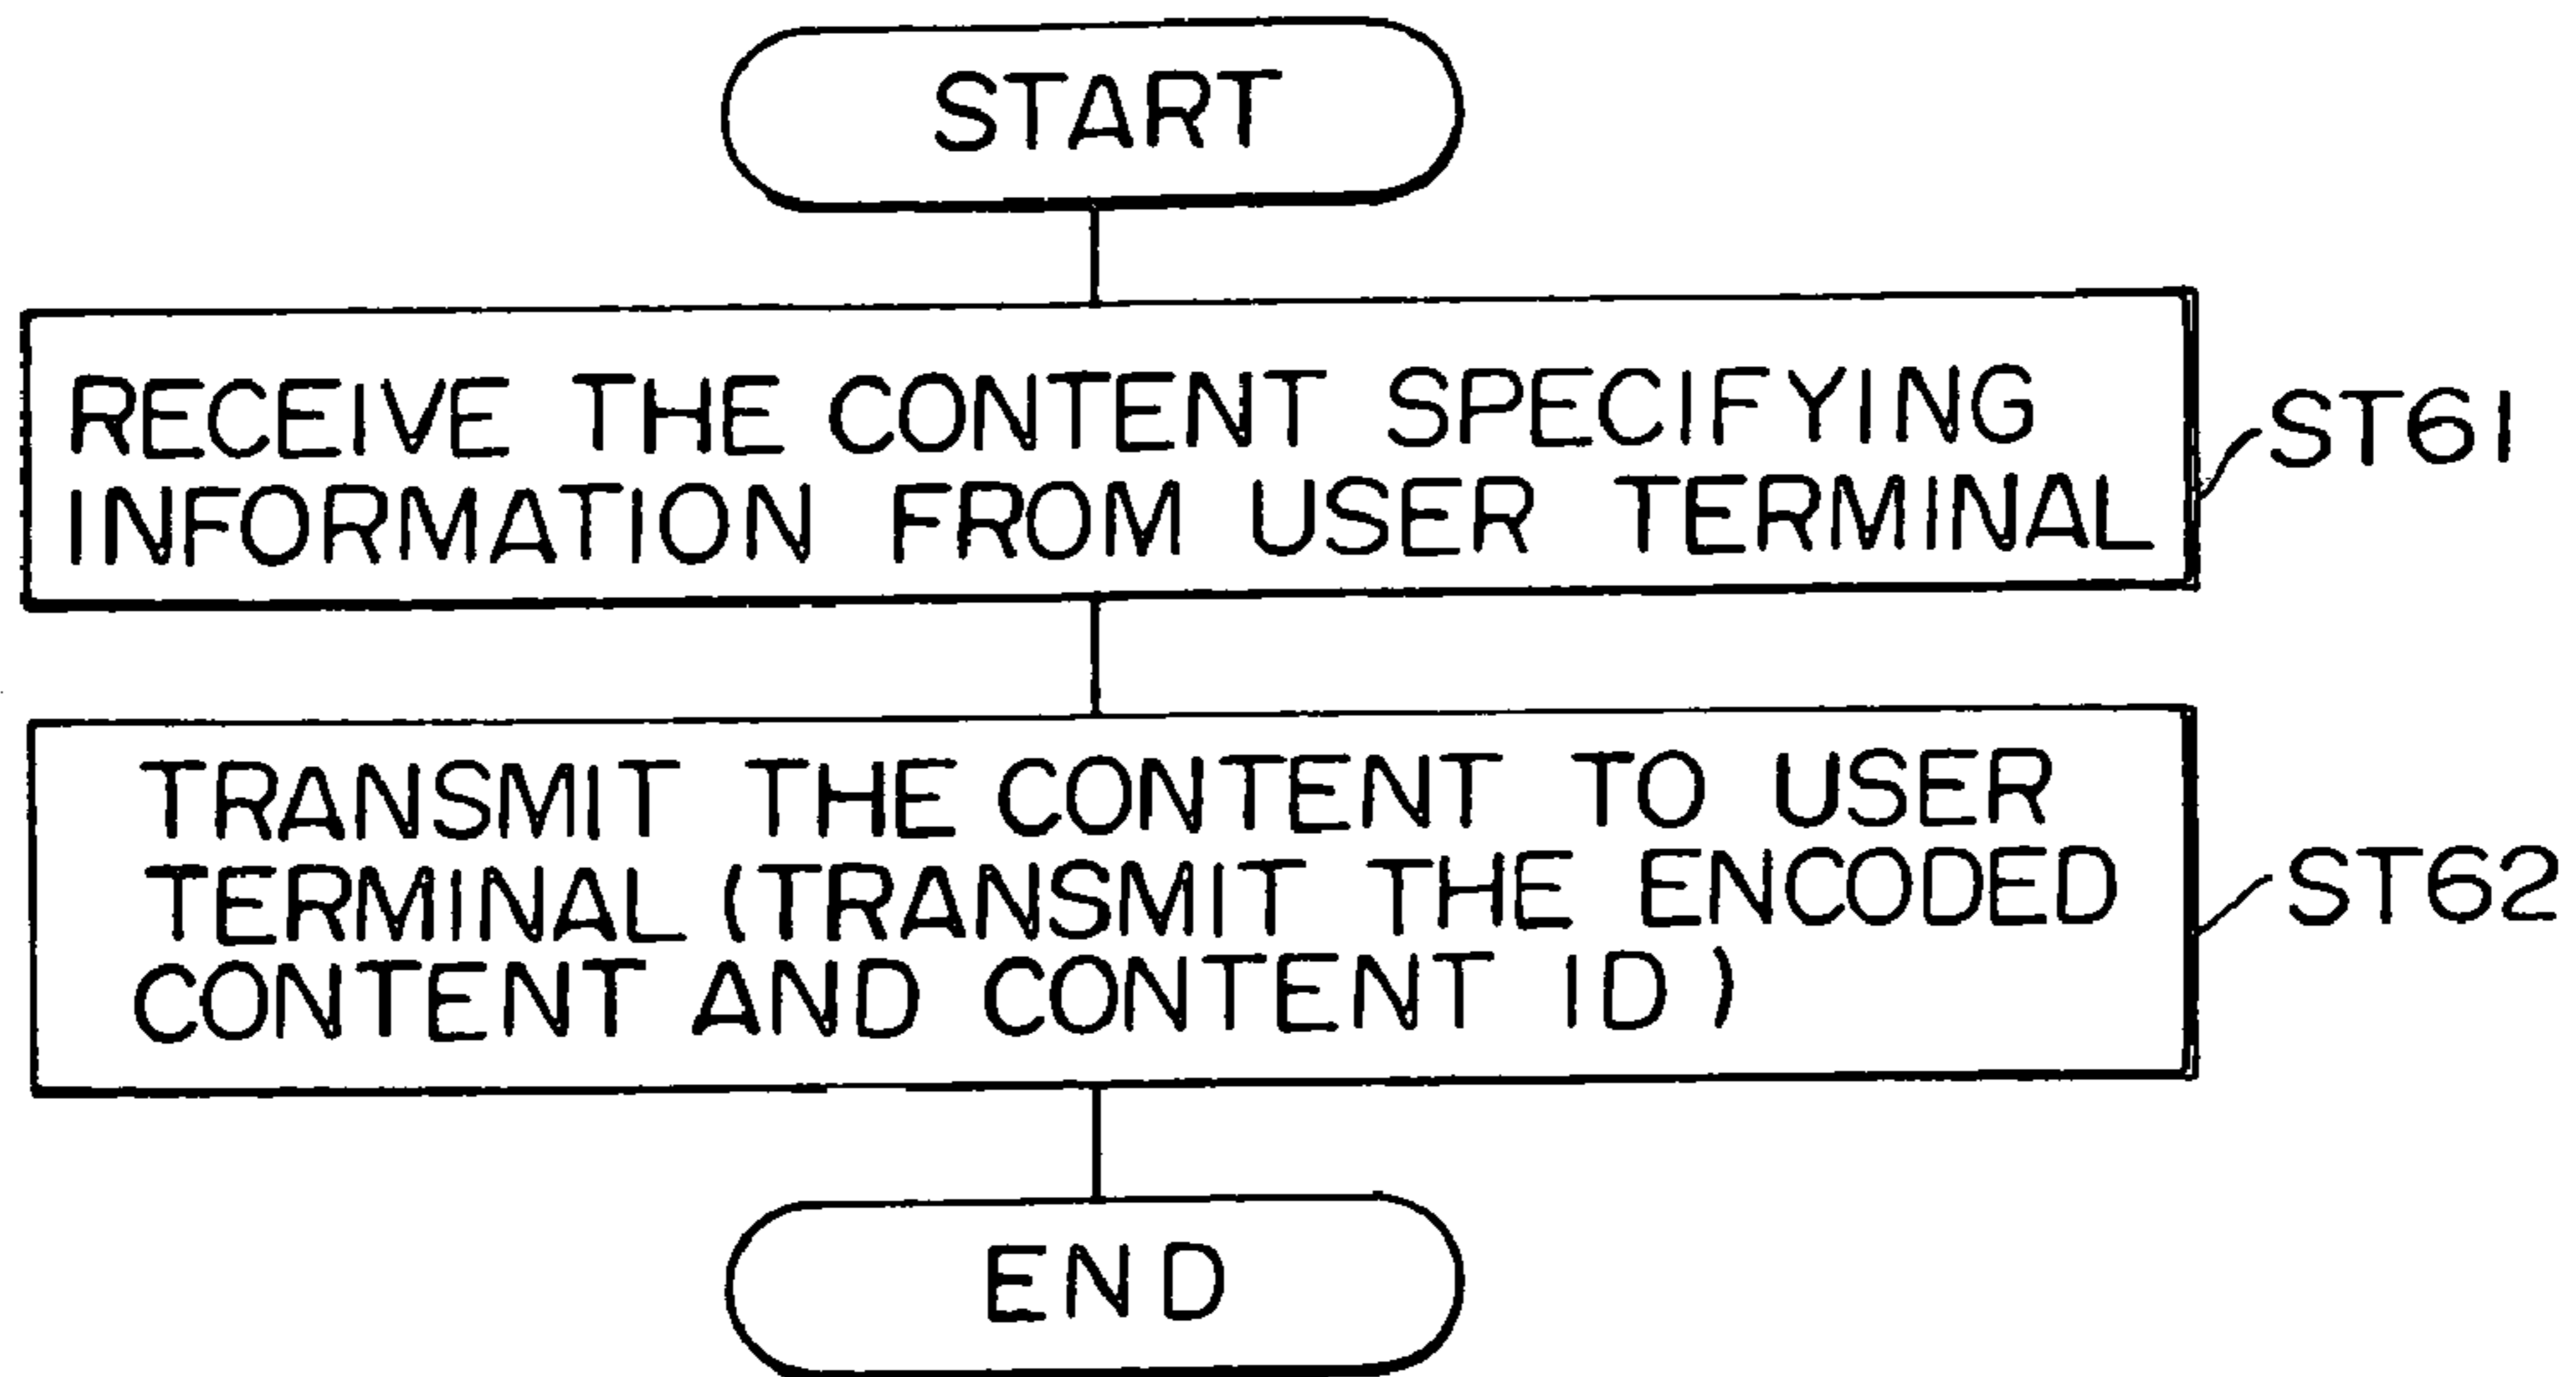 START
RECEIVE THE CONTENT SPECIFYING
INFORMATION FROM USER TERMINAL
ST61
TRANSMIT THE CONTENT TO USER
TERMINAL (TRANSMIT THE ENCODED
CONTENT AND CONTENT ID)
ST62
END